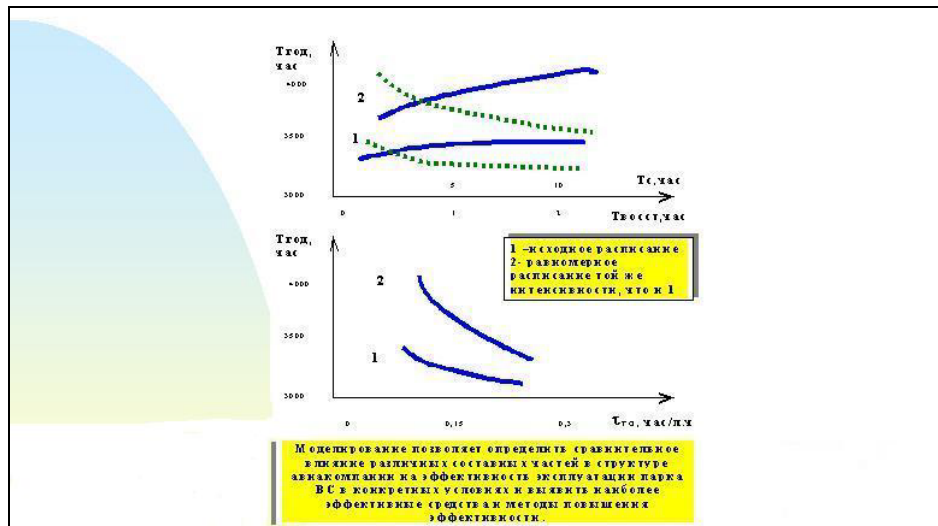 Тгод,
час
4000
2
3500
1
3000
5
10
Тс,час
0
1
2
Твосст,час
Тгод,
час
1 –исходное расписание
2- равномерное
расписание той же
интенсивности, что и 1
4000
2
3500
1
3000
0
0,15
0,3
τто, час/л.ч
Моделирование позволяет определить сравнительное
влияние различных составных частей в структуре
авиакомпании на эффективность эксплуатации парка
ВС в конкретных условиях и выявить наиболее
эффективные средства и методы повышения
эффективности.